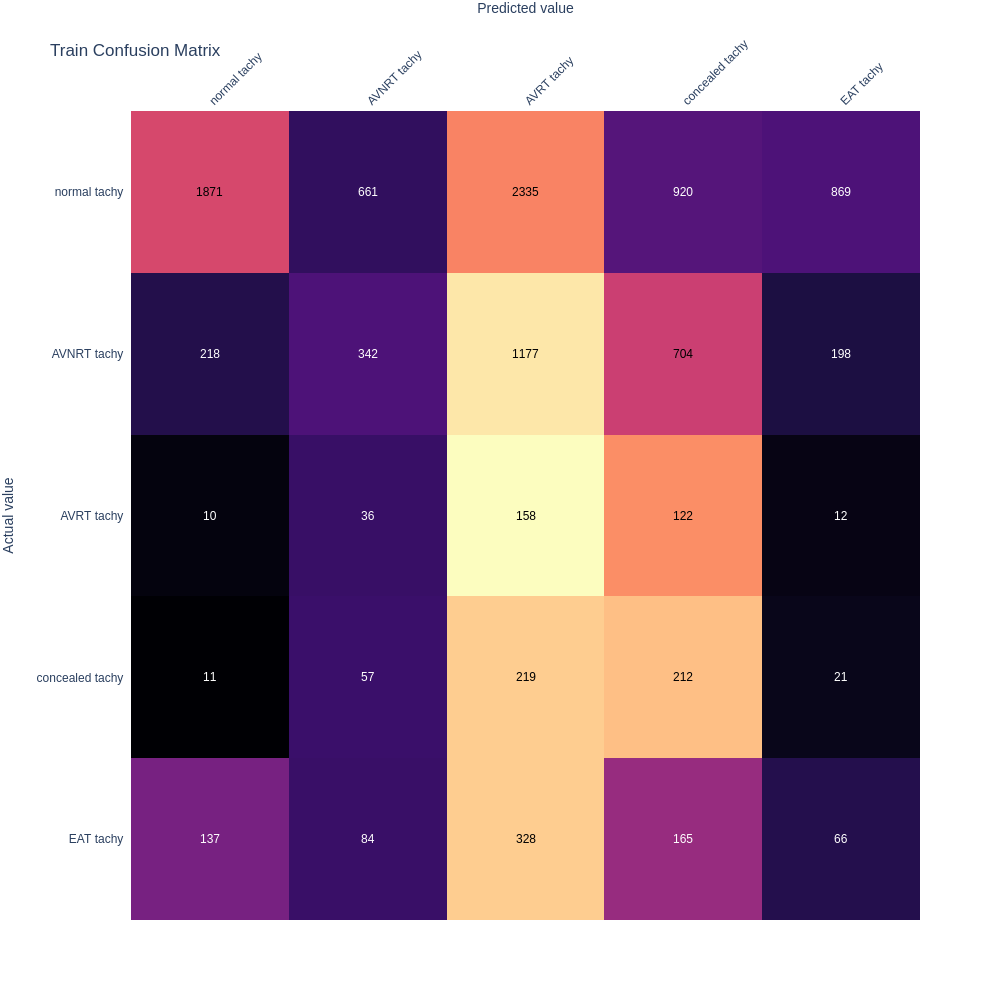 Predicted value
Train Confusion Matrix
normal tachy AVNRT tachy AVRT tachy concealed tachy EAT tachy
normal tachy 1871 661 2335 920 869
AVNRT tachy 218 342 1177 704 198
Actual value
AVRT tachy 10 36 158 122 12
concealed tachy 11 57 219 212 21
EAT tachy 137 84 328 165 66